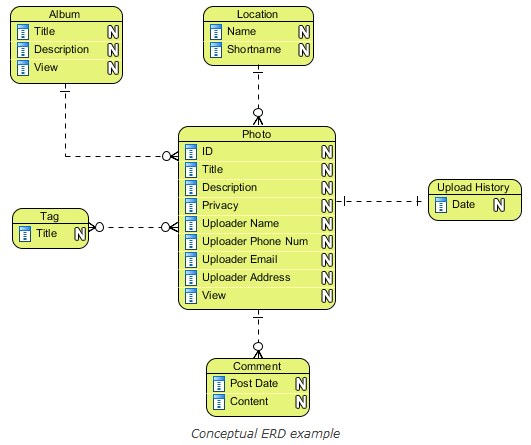 Album
Title
Description
View
Location
Name
Shortname
Photo
ID
Title
Description
Privacy
Uploader Name
Uploader Phone Num
Uploader Email
Uploader Address
View
Upload History
Date
Tag
Title
Comment
Post Date
Content
Conceptual ERD example